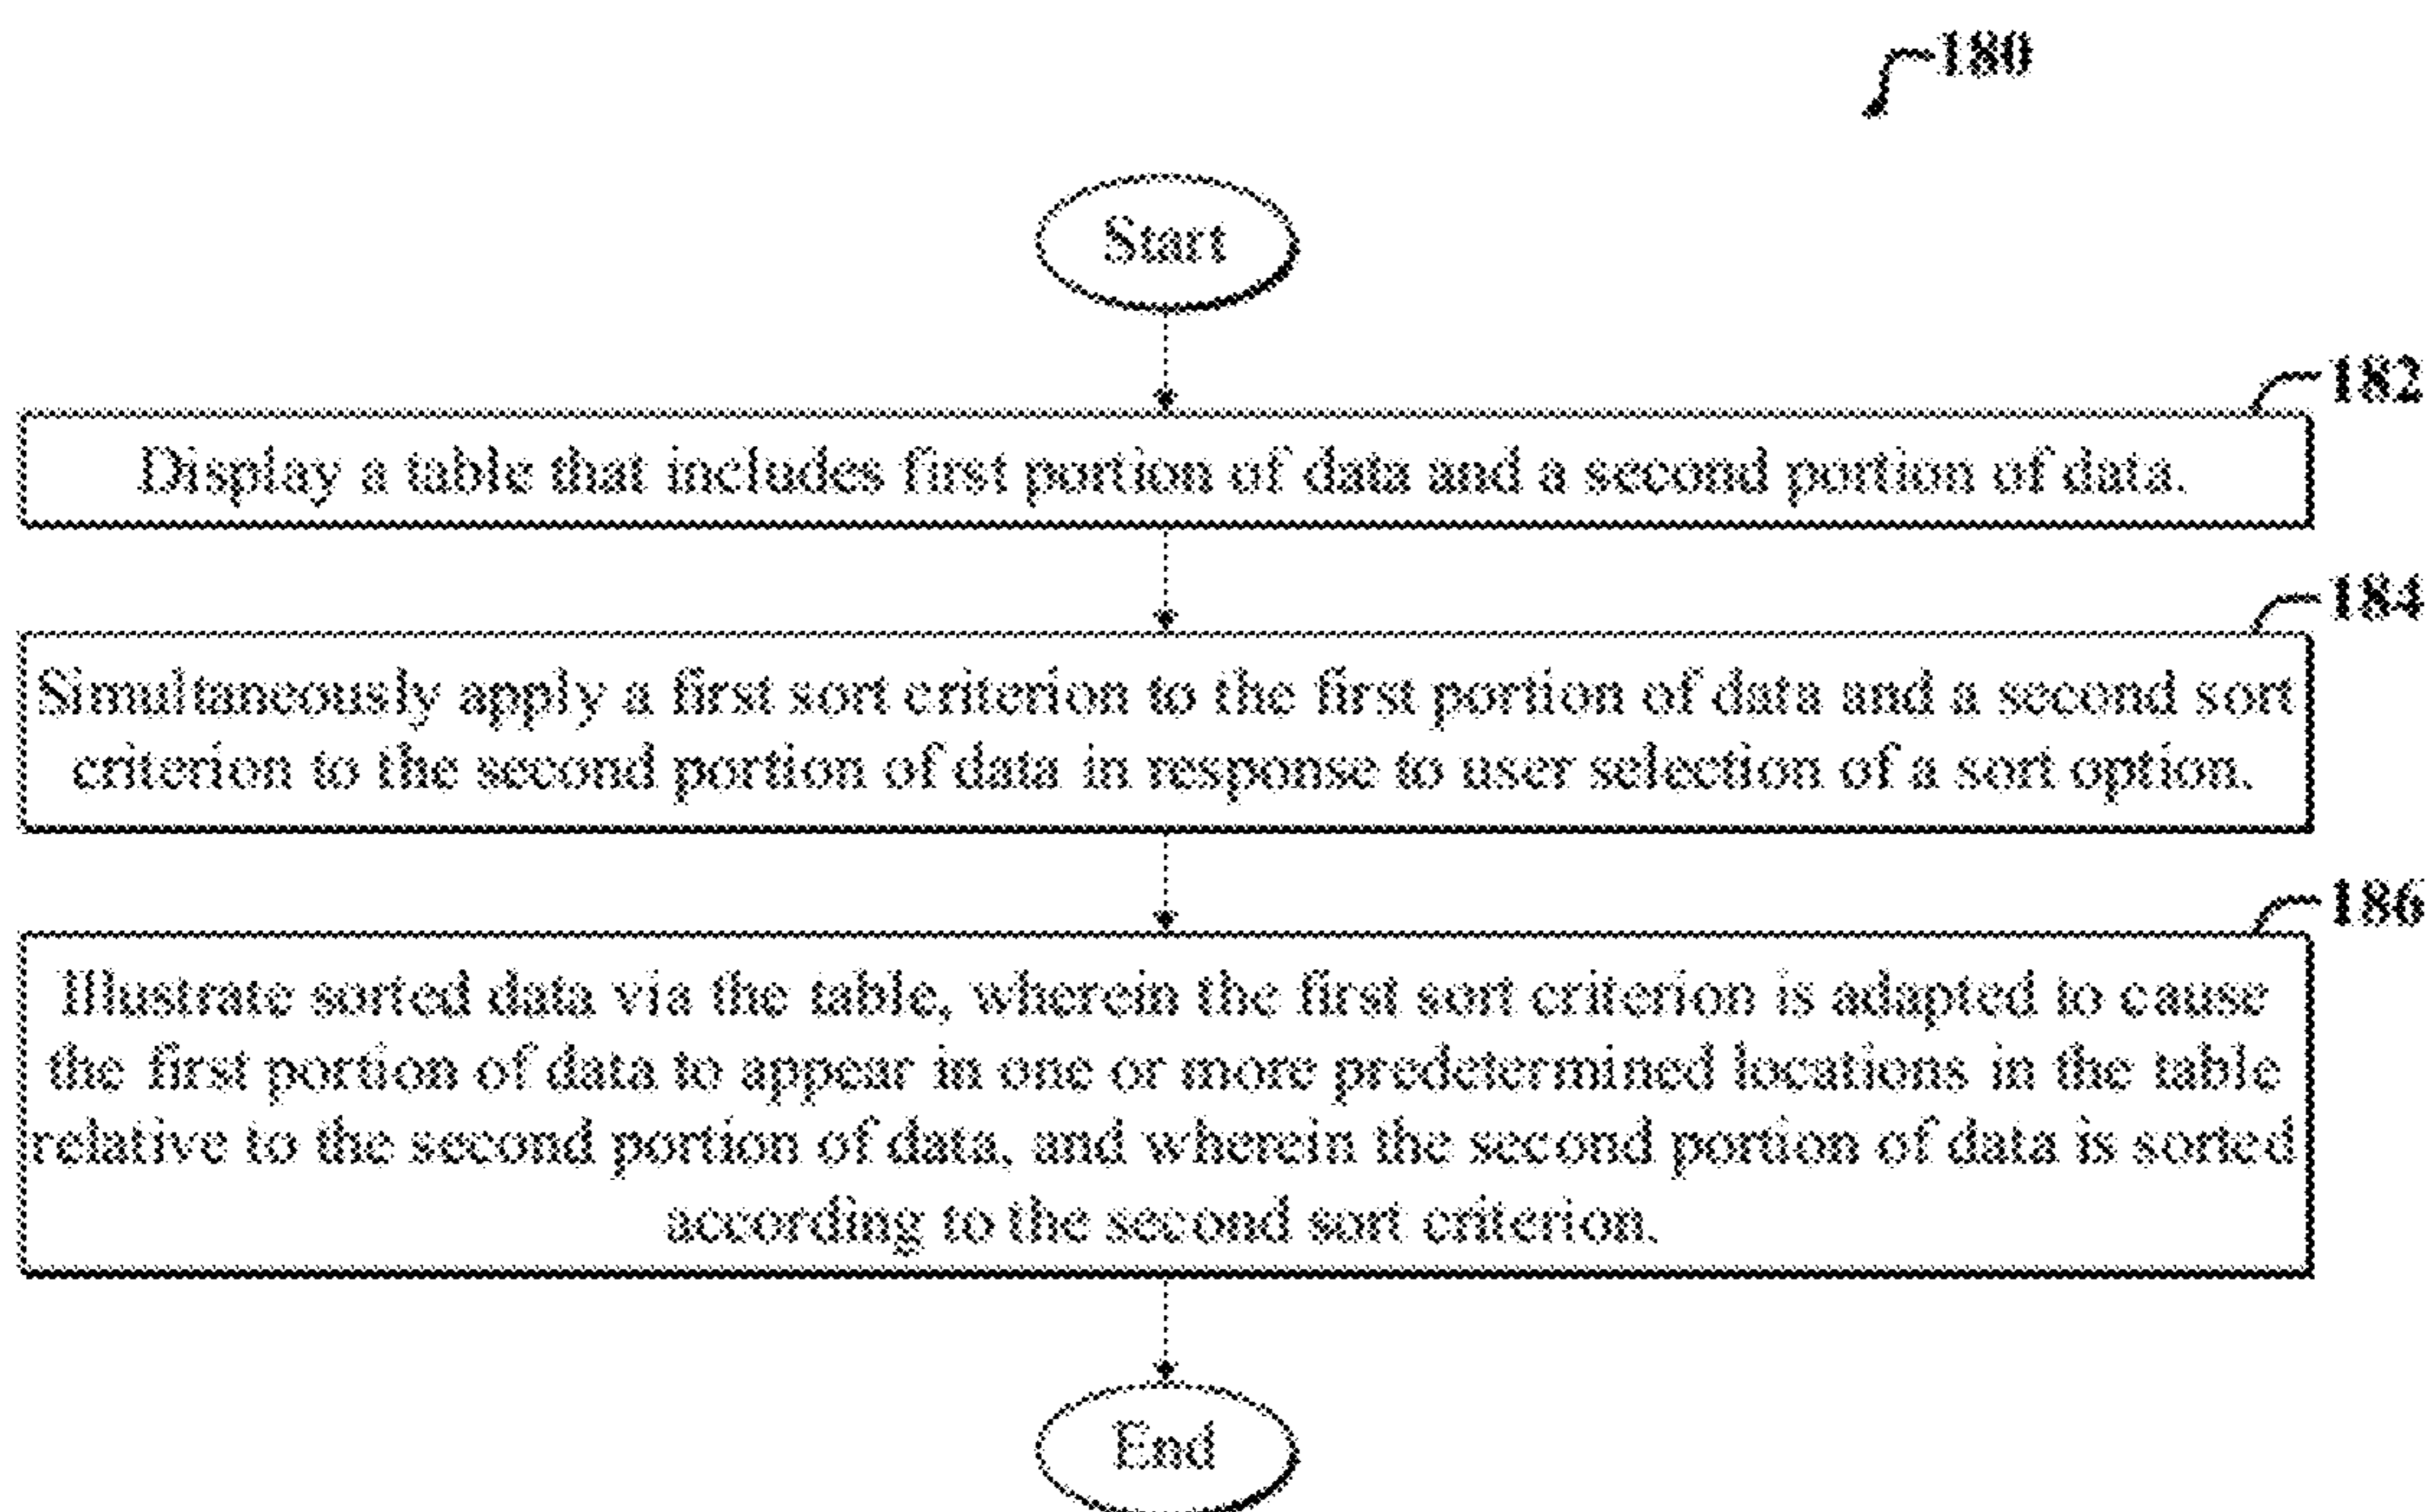 180
Start
182
Display a table that includes first portion of data and a second portion of data.
184
Simultaneously apply a first sort criterion to the first portion of data and a second sort
criterion to the second portion of data in response to user selection of a sort option.
186
Illustrate sorted data via the table, wherein the first sort criterion is adapted to cause
the first portion of data to appear in one or more predetermined locations in the table
relative to the second portion of data, and wherein the second portion of data is sorted
according to the second sort criterion.
End